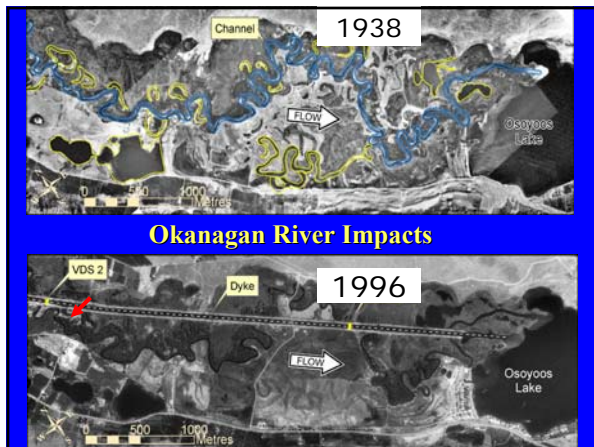 Channel
1938
FLOW
Osoyoos
Lake
0 500 1000
Metres
Okanagan River Impacts
VDS 2
Dyke
1996
FLOW
Osoyoos
Lake
0 500 1000
Metres